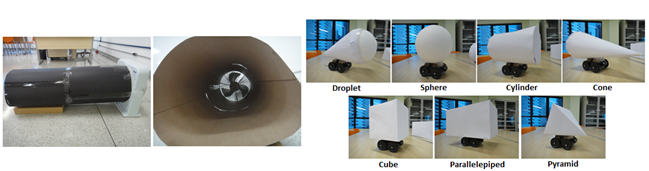 Droplet Sphere Cylinder Cone
Cube Parallelepiped Pyramid